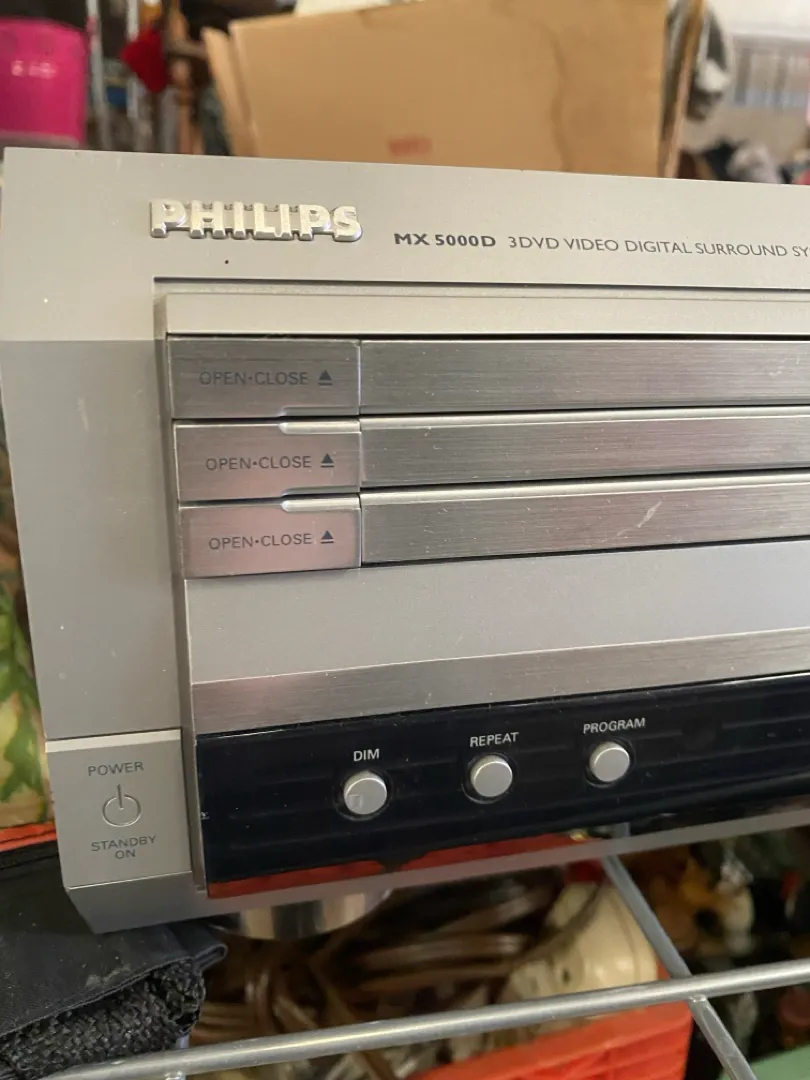 PHILIPS
MX 5000D 3DVD VIDEO DIGITAL SURROUND SY
OPEN•CLOSE ⏏
OPEN•CLOSE ⏏
OPEN•CLOSE ⏏
DIM
REPEAT
PROGRAM
POWER
STANDBY
ON